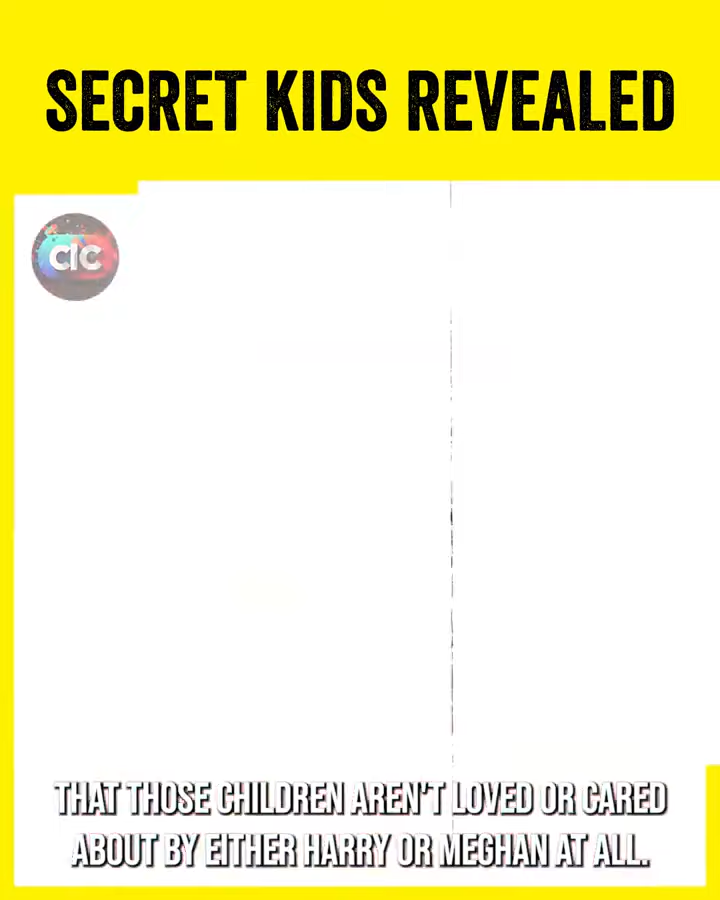 SECRET KIDS REVEALED
CIC
THAT THOSE CHILDREN AREN'T LOVED OR CARED
ABOUT BY EITHER HARRY OR MEGHAN AT ALL.